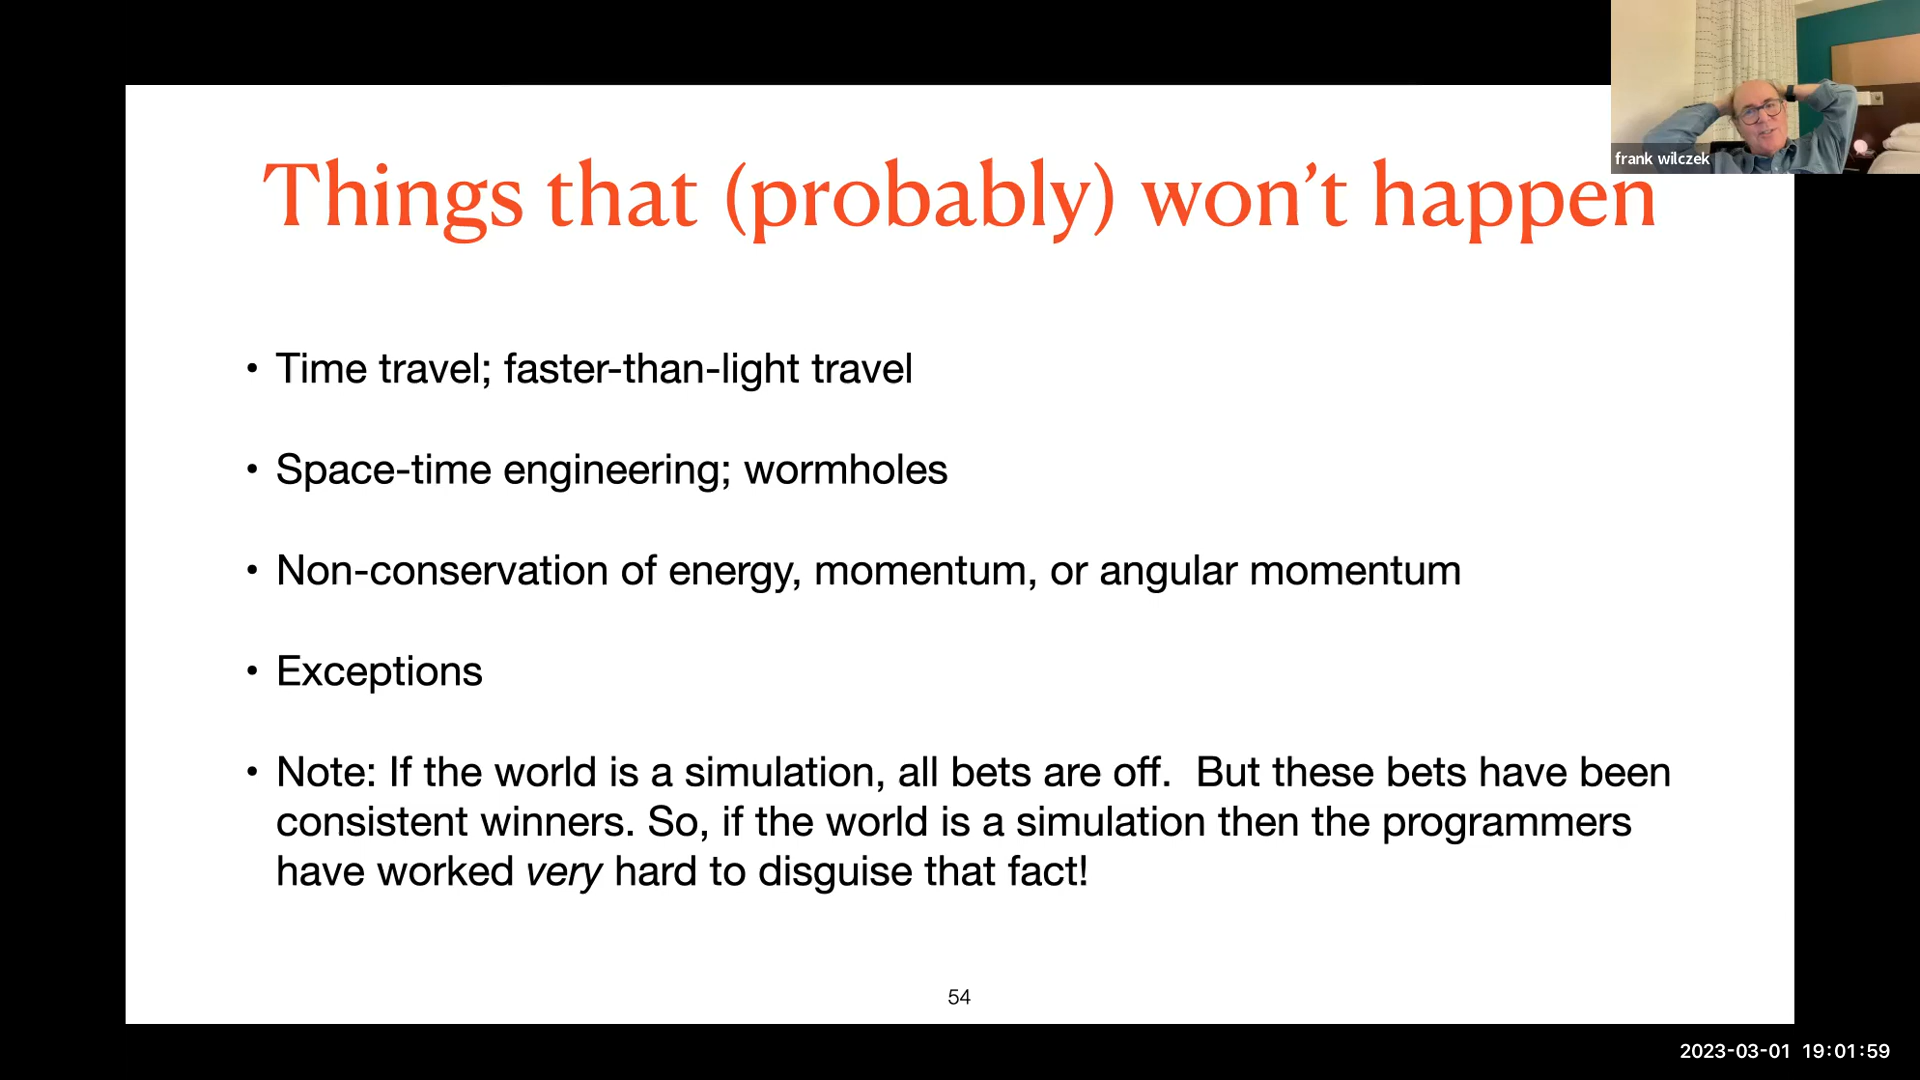 frank wilczek
Things that (probably) won’t happen
• Time travel; faster-than-light travel
• Space-time engineering; wormholes
• Non-conservation of energy, momentum, or angular momentum
• Exceptions
• Note: If the world is a simulation, all bets are off.  But these bets have been
consistent winners. So, if the world is a simulation then the programmers
have worked very hard to disguise that fact!
54
2023-03-01 19:01:59